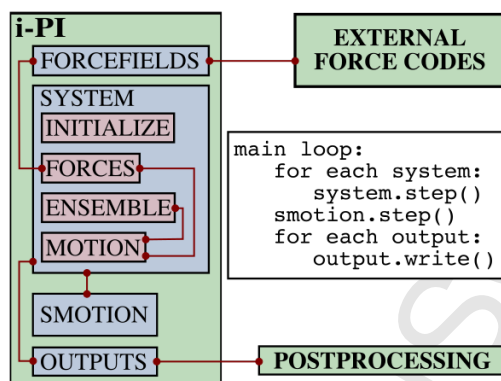 i-PI
FORCEFIELDS
SYSTEM
INITIALIZE
FORCES
ENSEMBLE
MOTION
SMOTION
OUTPUTS
EXTERNAL
FORCE CODES
main loop:
for each system:
system.step()
smotion.step()
for each output:
output.write()
POSTPROCESSING